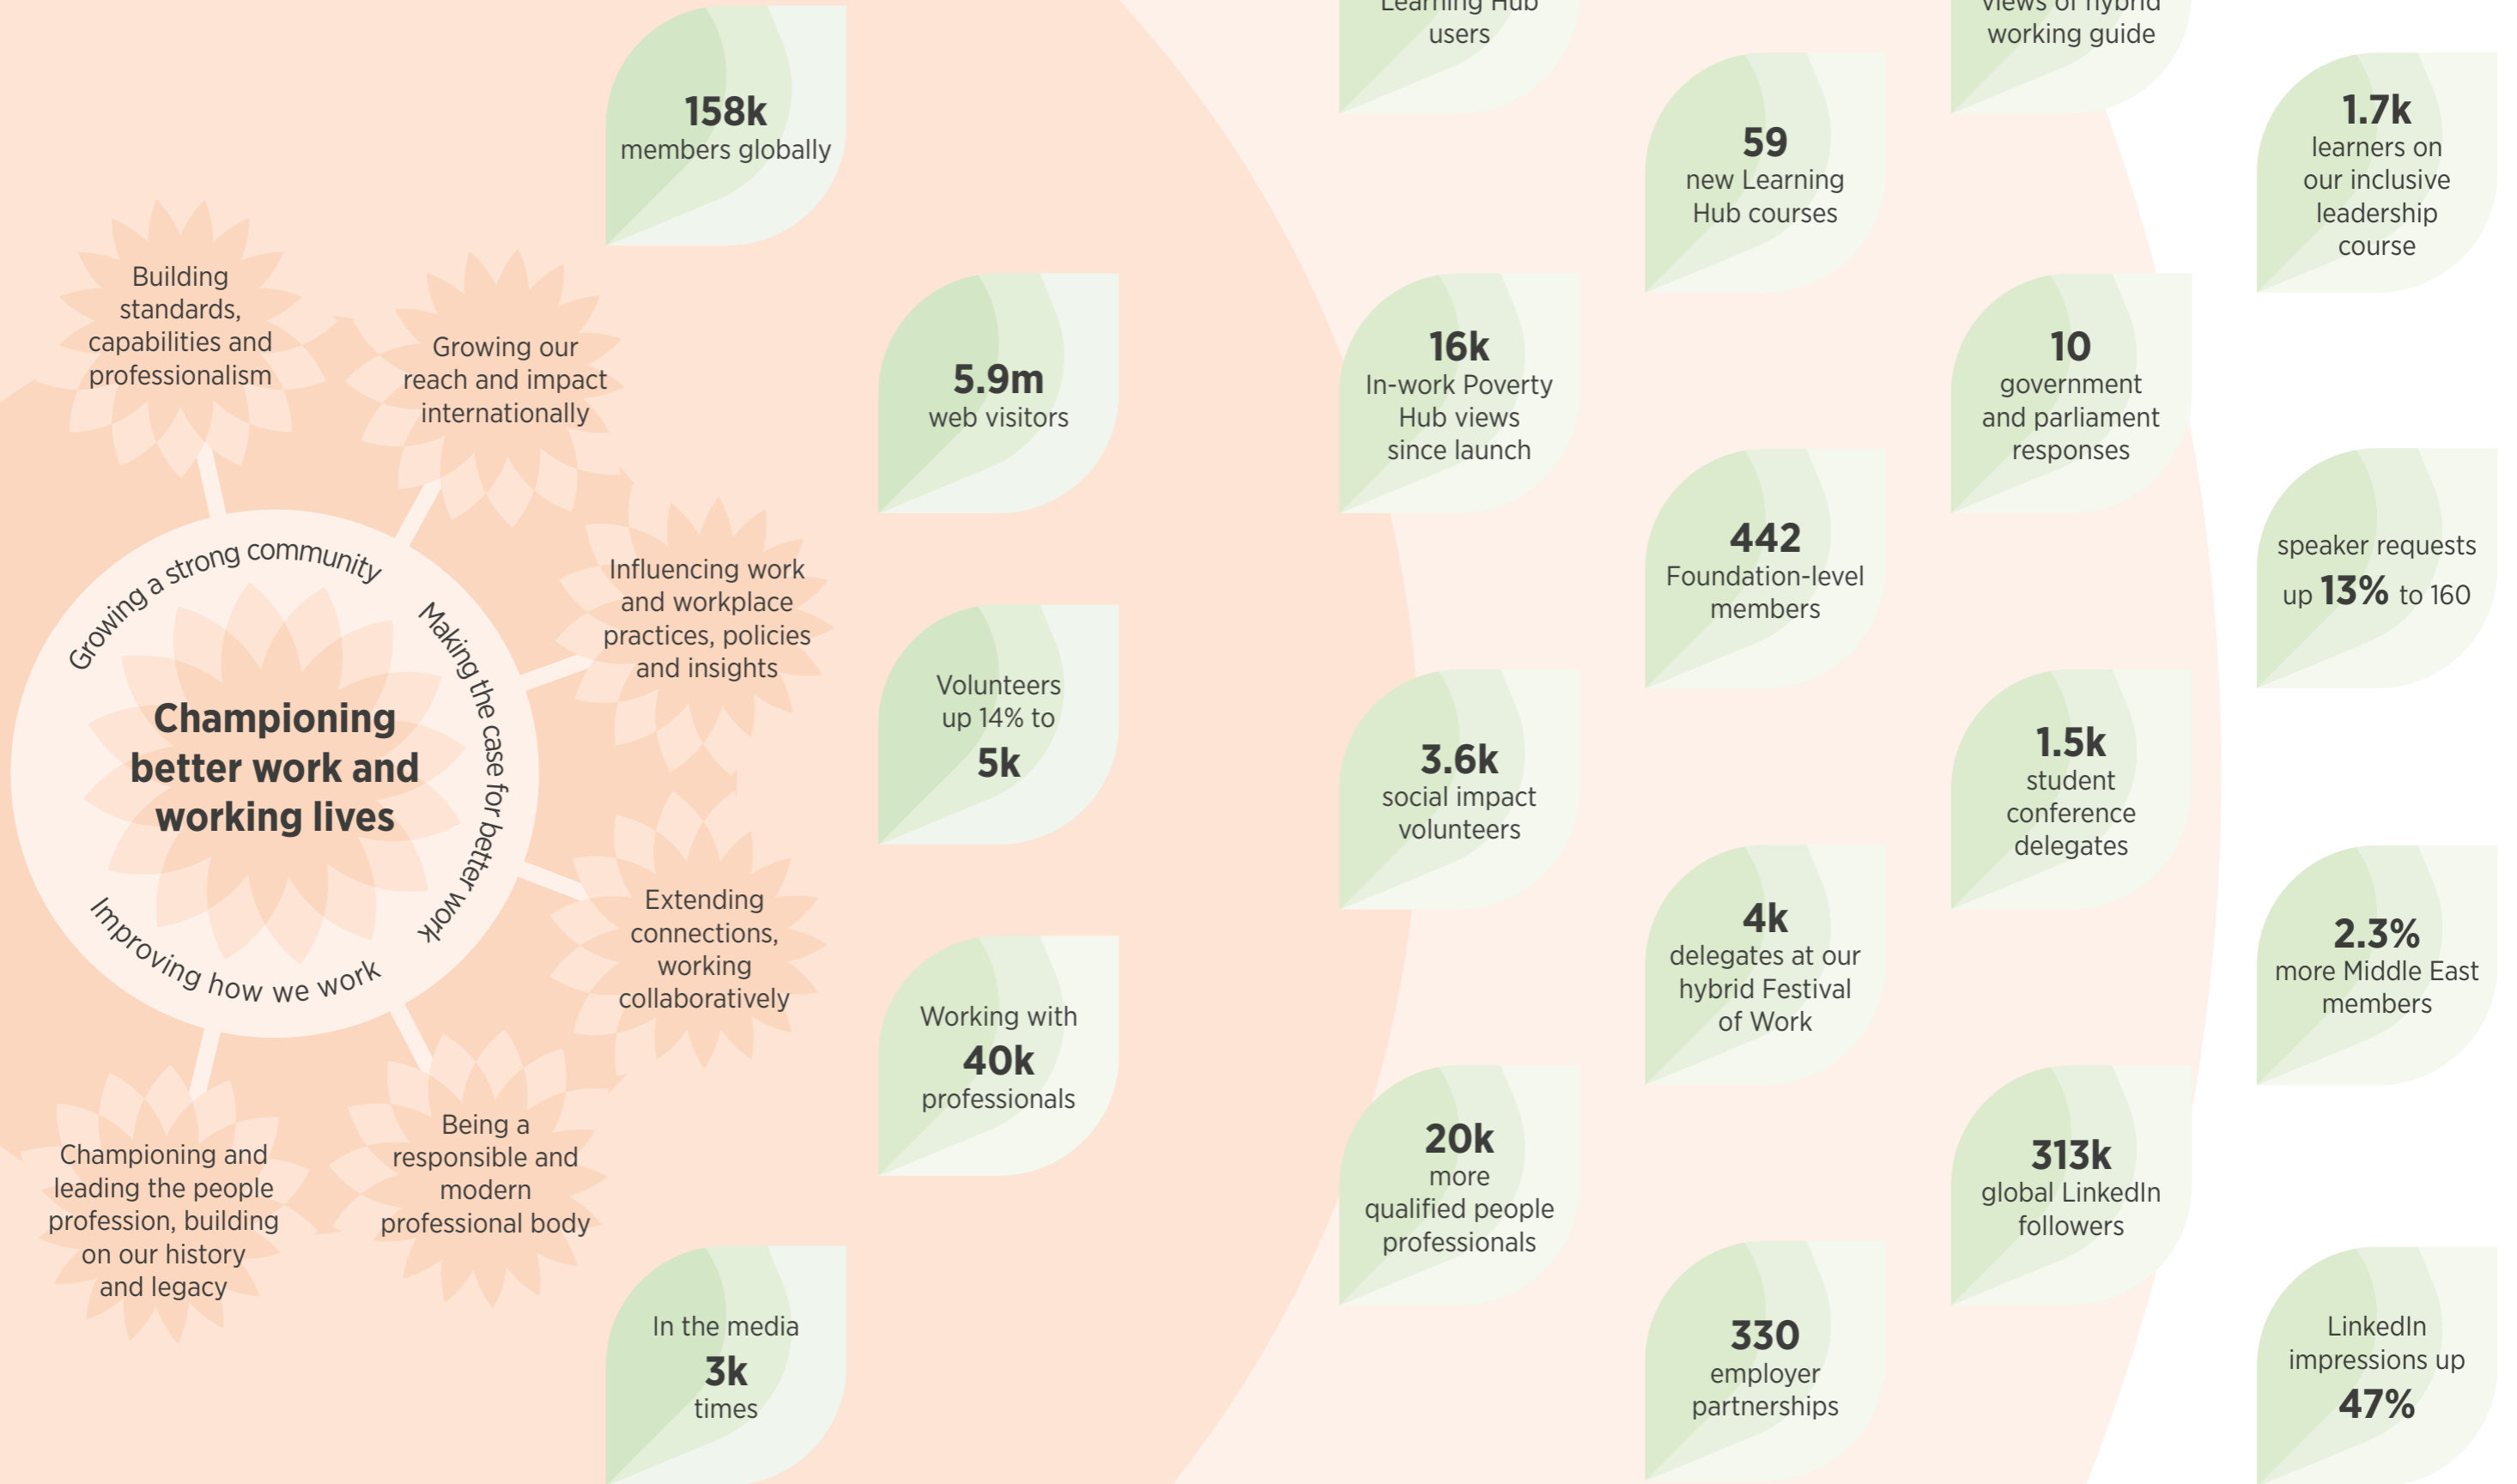 Building
standards,
capabilities and
professionalism
Growing our
reach and impact
internationally
Influencing work
and workplace
practices, policies
and insights
Extending
connections,
working
collaboratively
Being a
responsible and
modern
professional body
Championing and
leading the people
profession, building
on our history
and legacy
Growing a strong community
Making the case for better work
Improving how we work
Championing
better work and
working lives
158k
members globally
5.9m
web visitors
Volunteers
up 14% to
5k
Working with
40k
professionals
In the media
3k
times
Learning Hub
users
16k
In-work Poverty
Hub views
since launch
3.6k
social impact
volunteers
20k
more
qualified people
professionals
59
new Learning
Hub courses
442
Foundation-level
members
4k
delegates at our
hybrid Festival
of Work
330
employer
partnerships
views of hybrid
working guide
10
government
and parliament
responses
1.5k
student
conference
delegates
313k
global LinkedIn
followers
1.7k
learners on
our inclusive
leadership
course
speaker requests
up 13% to 160
2.3%
more Middle East
members
LinkedIn
impressions up
47%